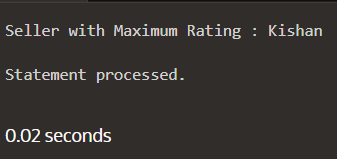 Seller with Maximum Rating : Kishan
Statement processed.
0.02 seconds